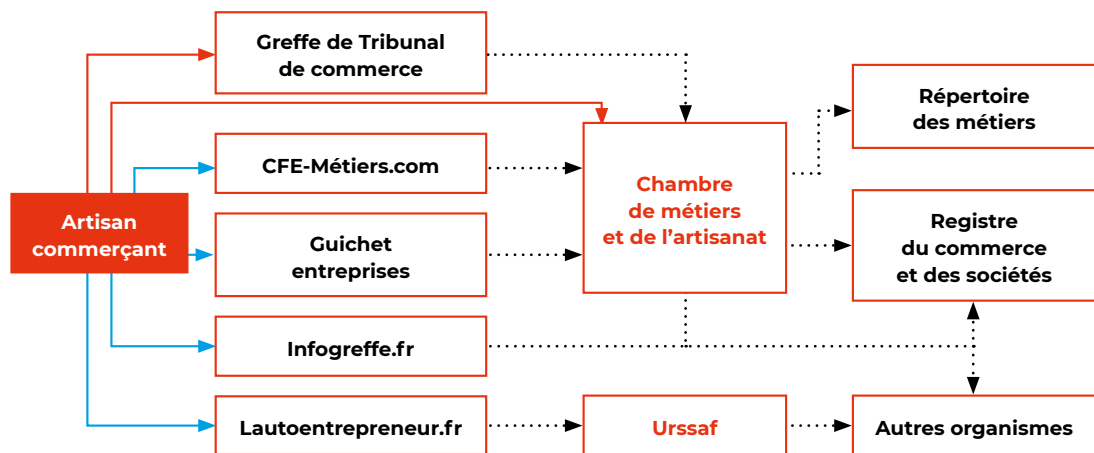 Greffe de Tribunal
de commerce
Répertoire
des métiers
CFE-Métiers.com
Chambre
de métiers
et de l’artisanat
Artisan
commerçant
Registre
du commerce
et des sociétés
Guichet
entreprises
Infogreffe.fr
Lautoentrepreneur.fr
Urssaf
Autres organismes